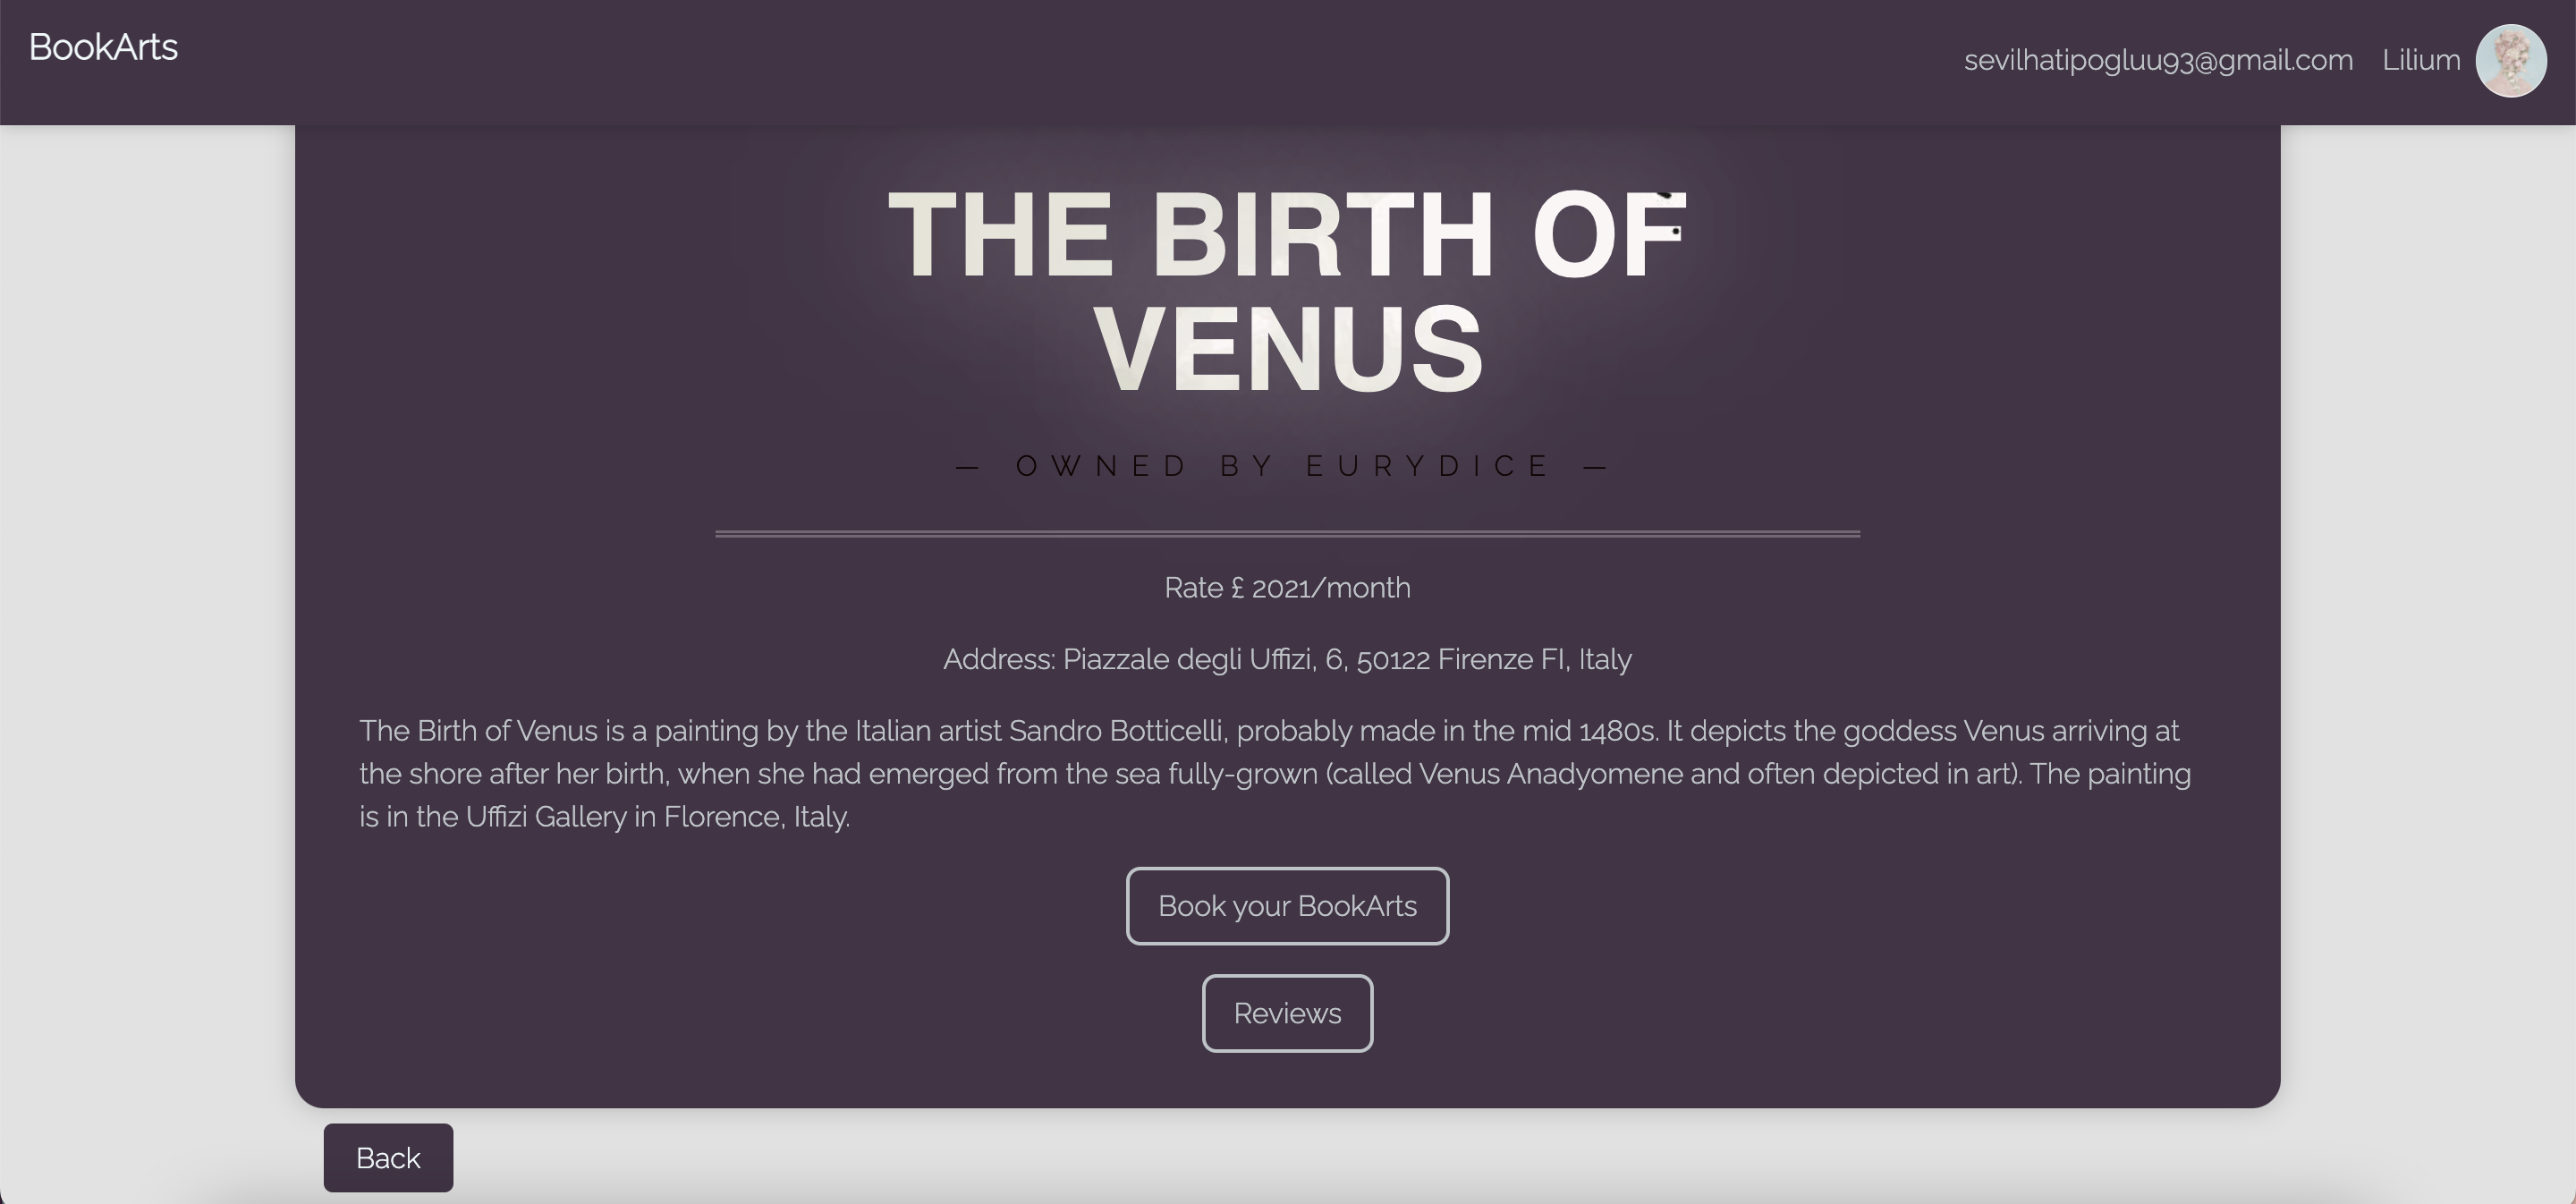 BookArts
sevilhatipogluu93@gmail.com Lilium
THE BIRTH OF
VENUS
— OWNED BY EURYDICE —
Rate £ 2021/month
Address: Piazzale degli Uffizi, 6, 50122 Firenze FI, Italy
The Birth of Venus is a painting by the Italian artist Sandro Botticelli, probably made in the mid 1480s. It depicts the goddess Venus arriving at
the shore after her birth, when she had emerged from the sea fully-grown (called Venus Anadyomene and often depicted in art). The painting
is in the Uffizi Gallery in Florence, Italy.
Book your BookArts
Reviews
Back